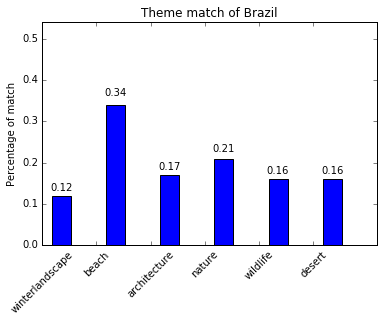 Theme match of Brazil
Percentage of match
0.5
0.4
0.3
0.2
0.1
0.0
0.12
0.34
0.17
0.21
0.16
0.16
winterlandscape
beach
architecture
nature
wildlife
desert